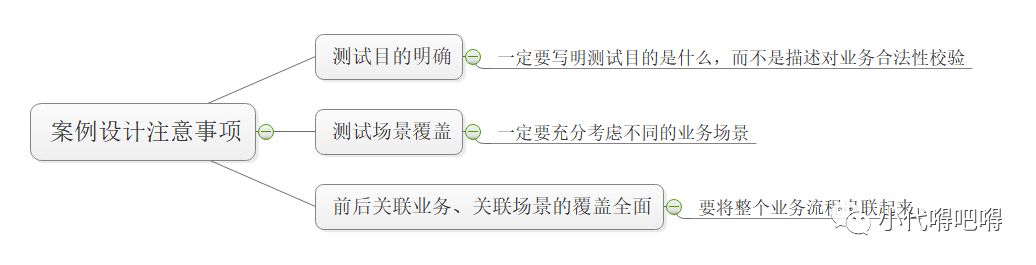 测试目的明确
一定要写明测试目的是什么，而不是描述对业务合法性校验
案例设计注意事项
测试场景覆盖
一定要充分考虑不同的业务场景
前后关联业务、关联场景的覆盖全面
要将整个业务流程串联起来
小代嘚吧嘚